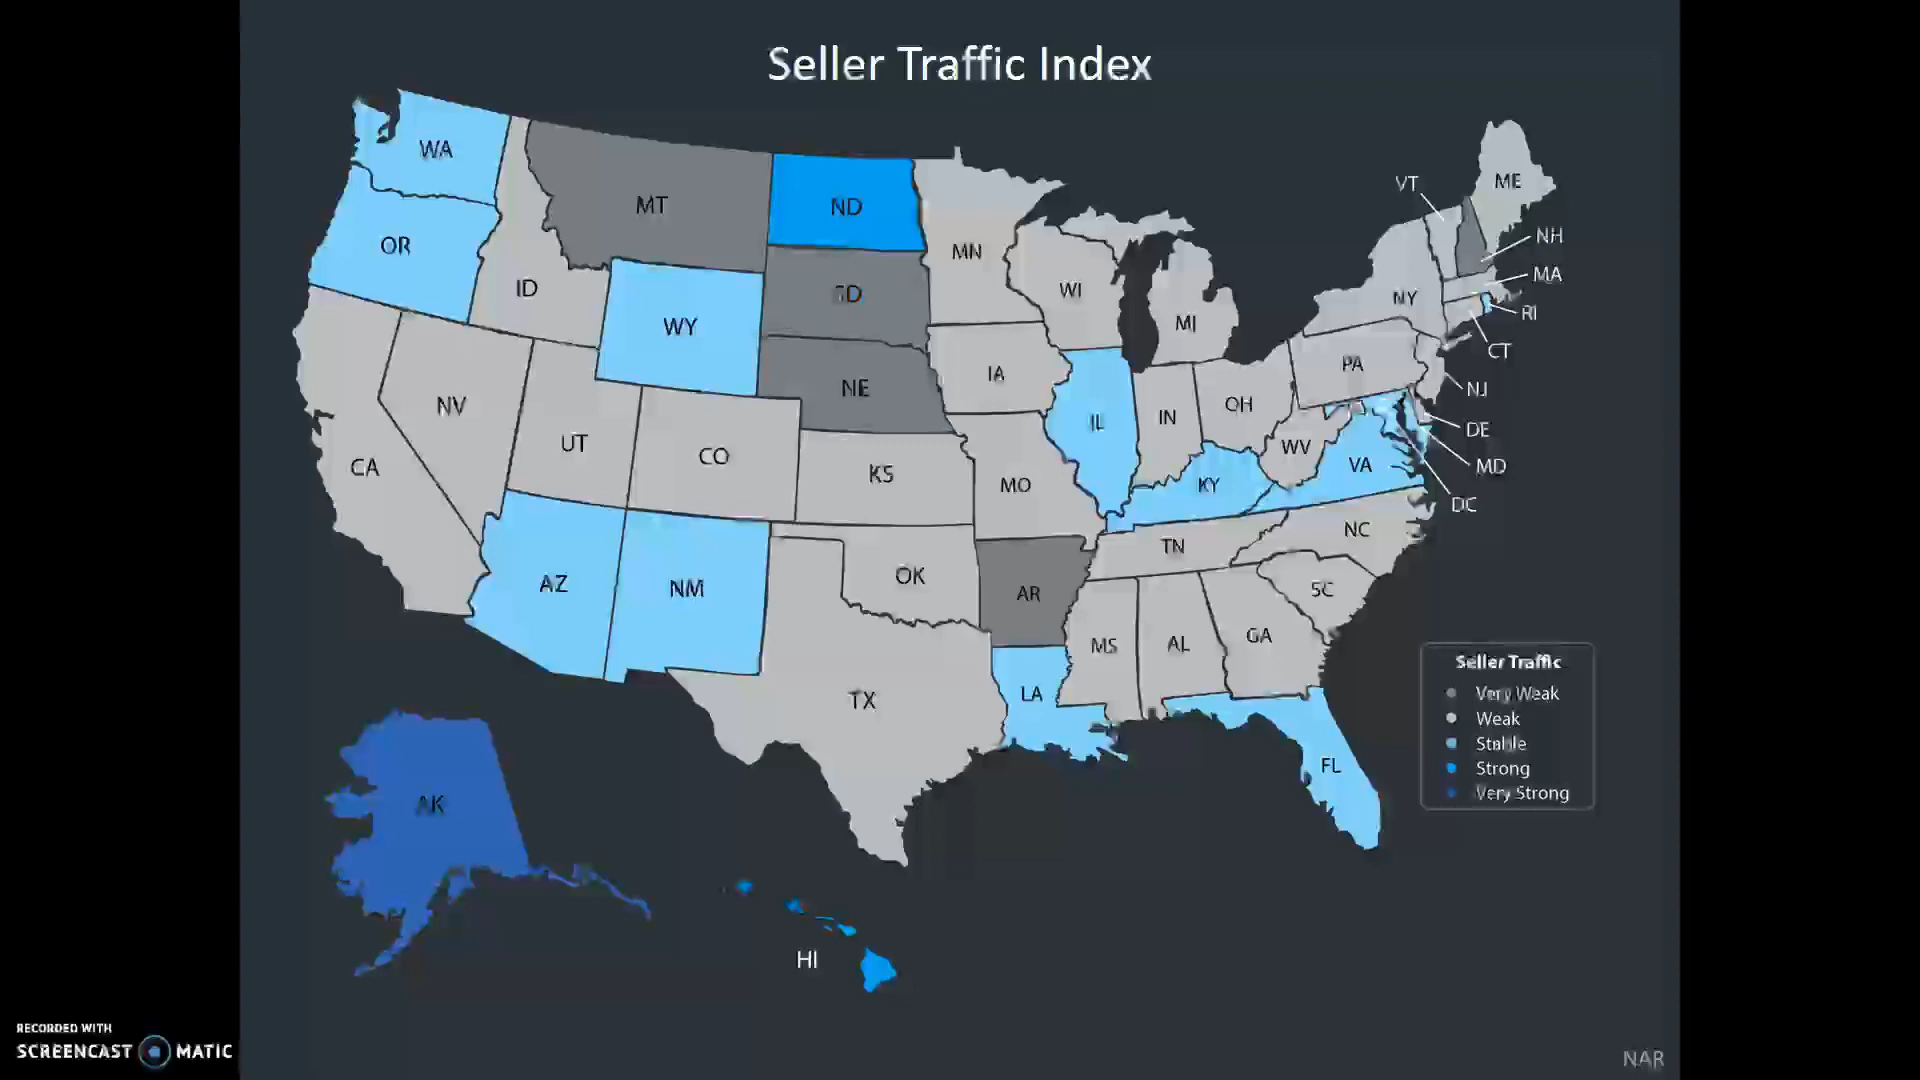 Seller Traffic Index
WA
MT
ND
ME
VT
OR
MN
NH
ID
WI
MA
NY
WY
MI
RI
CT
IA
PA
NE
NJ
NV
OH
IL
IN
DE
UT
CO
WV
VA
MD
CA
KS
MO
KY
DC
NC
TN
AZ
NM
OK
AR
SC
MS
AL
GA
Seller Traffic
Very Weak
Weak
Stable
Strong
Very Strong
LA
TX
FL
AK
HI
RECORDED WITH
SCREENCAST MATIC
NAR